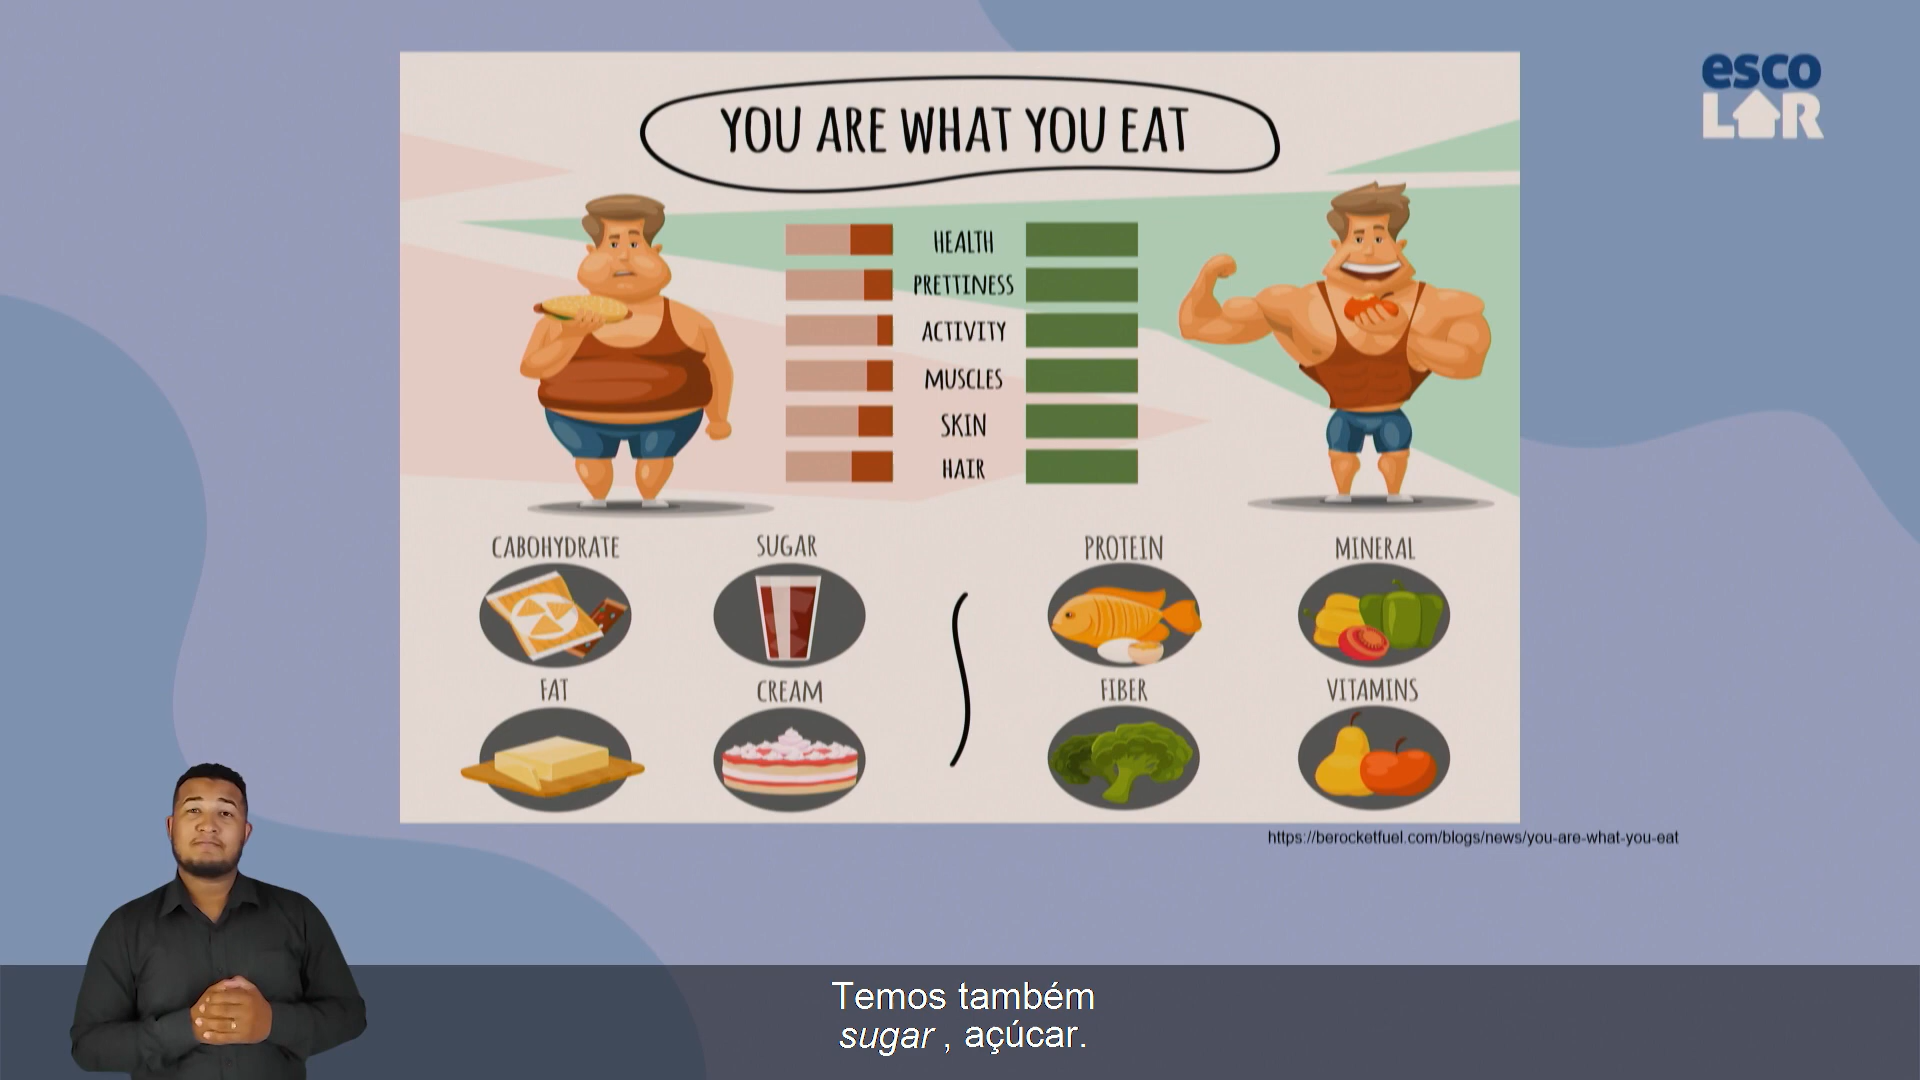 esco
LAR
YOU ARE WHAT YOU EAT
HEALTH
PRETTINESS
ACTIVITY
MUSCLES
SKIN
HAIR
CABOHYDRATE
SUGAR
PROTEIN
MINERAL
FAT
CREAM
FIBER
VITAMINS
https://berocketfuel.com/blogs/news/you-are-what-you-eat
Temos também
sugar , açúcar.